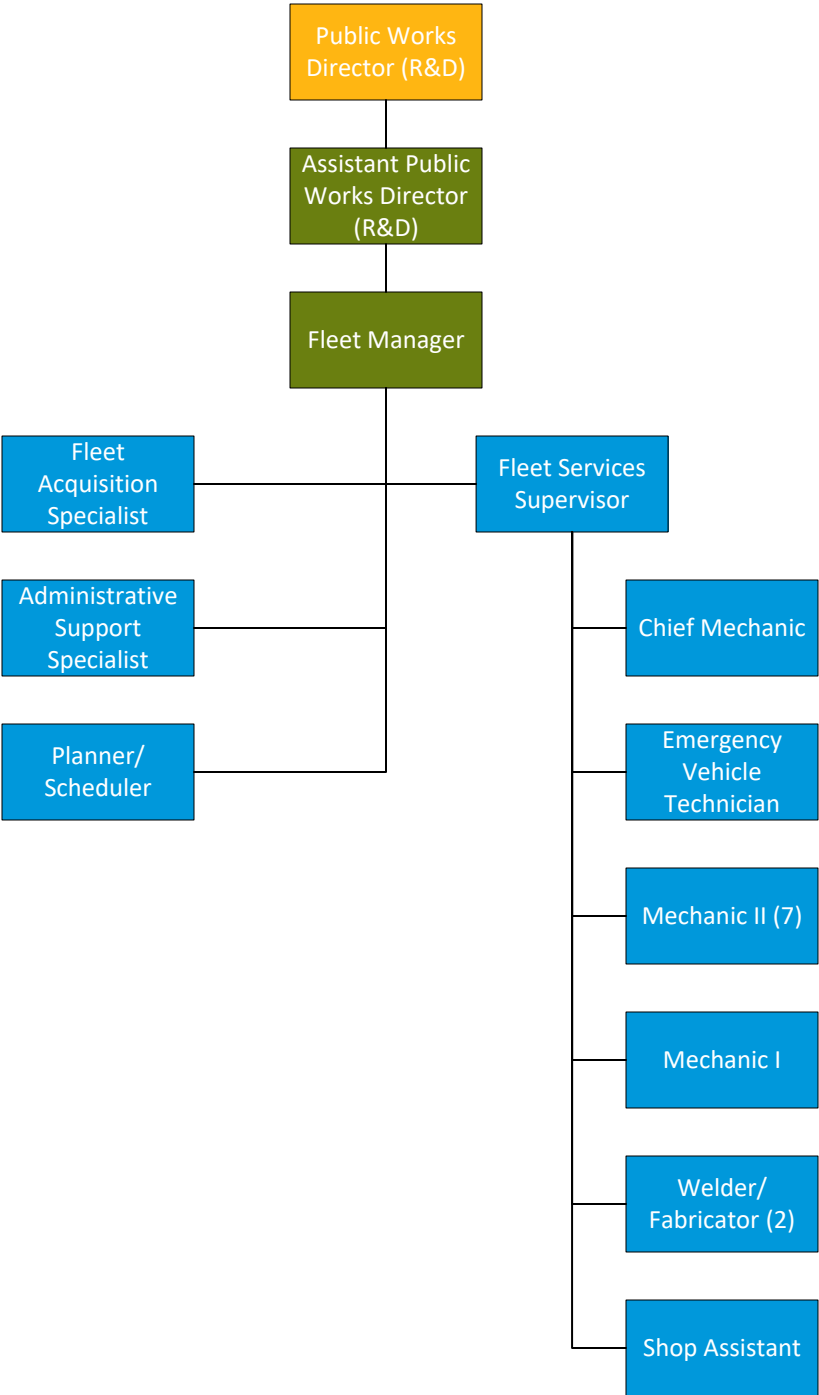 Public Works
Director (R&D)
Assistant Public
Works Director
(R&D)
Fleet Manager
Fleet
Acquisition
Specialist
Fleet Services
Supervisor
Administrative
Support
Specialist
Chief Mechanic
Planner/
Scheduler
Emergency
Vehicle
Technician
Mechanic II (7)
Mechanic I
Welder/
Fabricator (2)
Shop Assistant